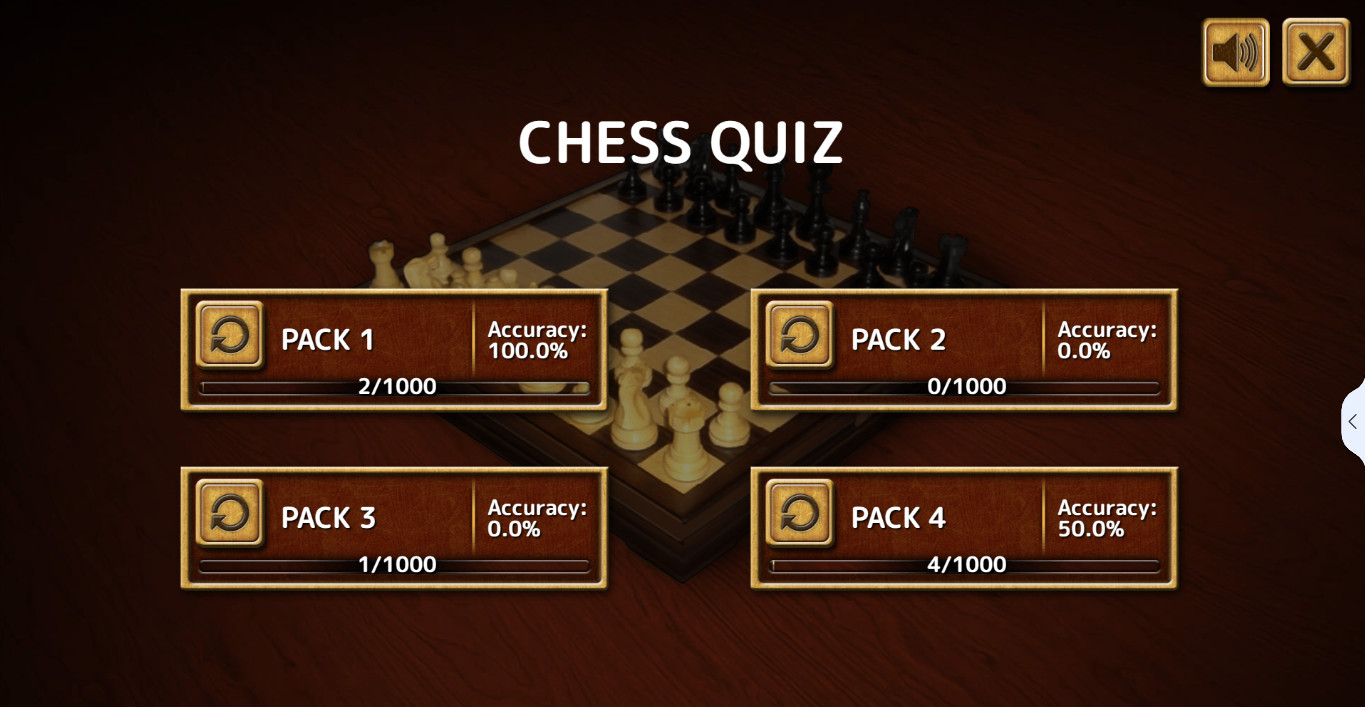 CHESS QUIZ
PACK 1
Accuracy:
100.0%
2/1000
PACK 2
Accuracy:
0.0%
0/1000
PACK 3
Accuracy:
0.0%
1/1000
PACK 4
Accuracy:
50.0%
4/1000